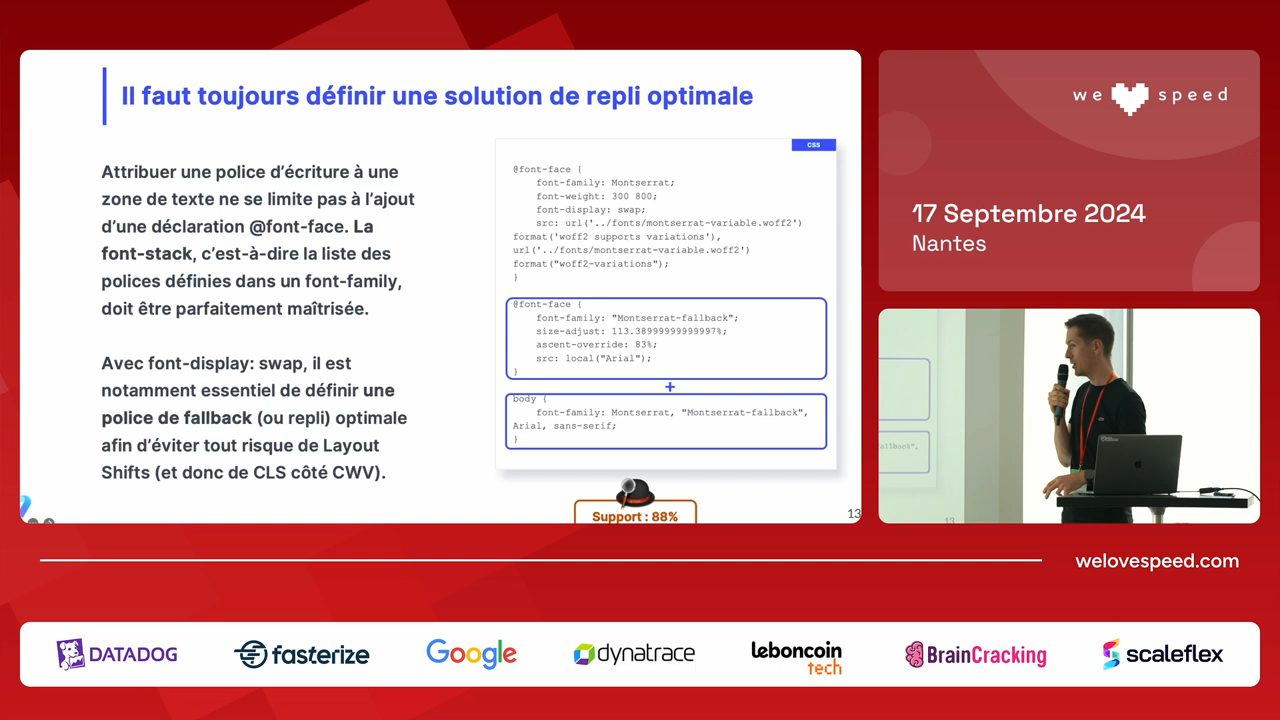 Il faut toujours définir une solution de repli optimale
Attribuer une police d’écriture à une
zone de texte ne se limite pas à l’ajout
d’une déclaration @font-face. La
font-stack, c’est-à-dire la liste des
polices définies dans un font-family,
doit être parfaitement maîtrisée.
Avec font-display: swap, il est
notamment essentiel de définir une
police de fallback (ou repli) optimale
afin d’éviter tout risque de Layout
Shifts (et donc de CLS côté CWV).
css
@font-face {
font-family: Montserrat;
font-weight: 300 800;
font-display: swap;
src: url('../fonts/montserrat-variable.woff2')
format('woff2 supports variations'),
url('../fonts/montserrat-variable.woff2')
format("woff2-variations");
}
@font-face {
font-family: "Montserrat-fallback";
size-adjust: 113.38999999999997%;
ascent-override: 83%;
src: local("Arial");
}
+
body {
font-family: Montserrat, "Montserrat-fallback",
Arial, sans-serif;
}
Support : 88%
13
we speed
17 Septembre 2024
Nantes
allback",
13
welovespeed.com
DATADOG
fasterize
Google
dynatrace
leboncoin
tech
BrainCracking
scaleflex